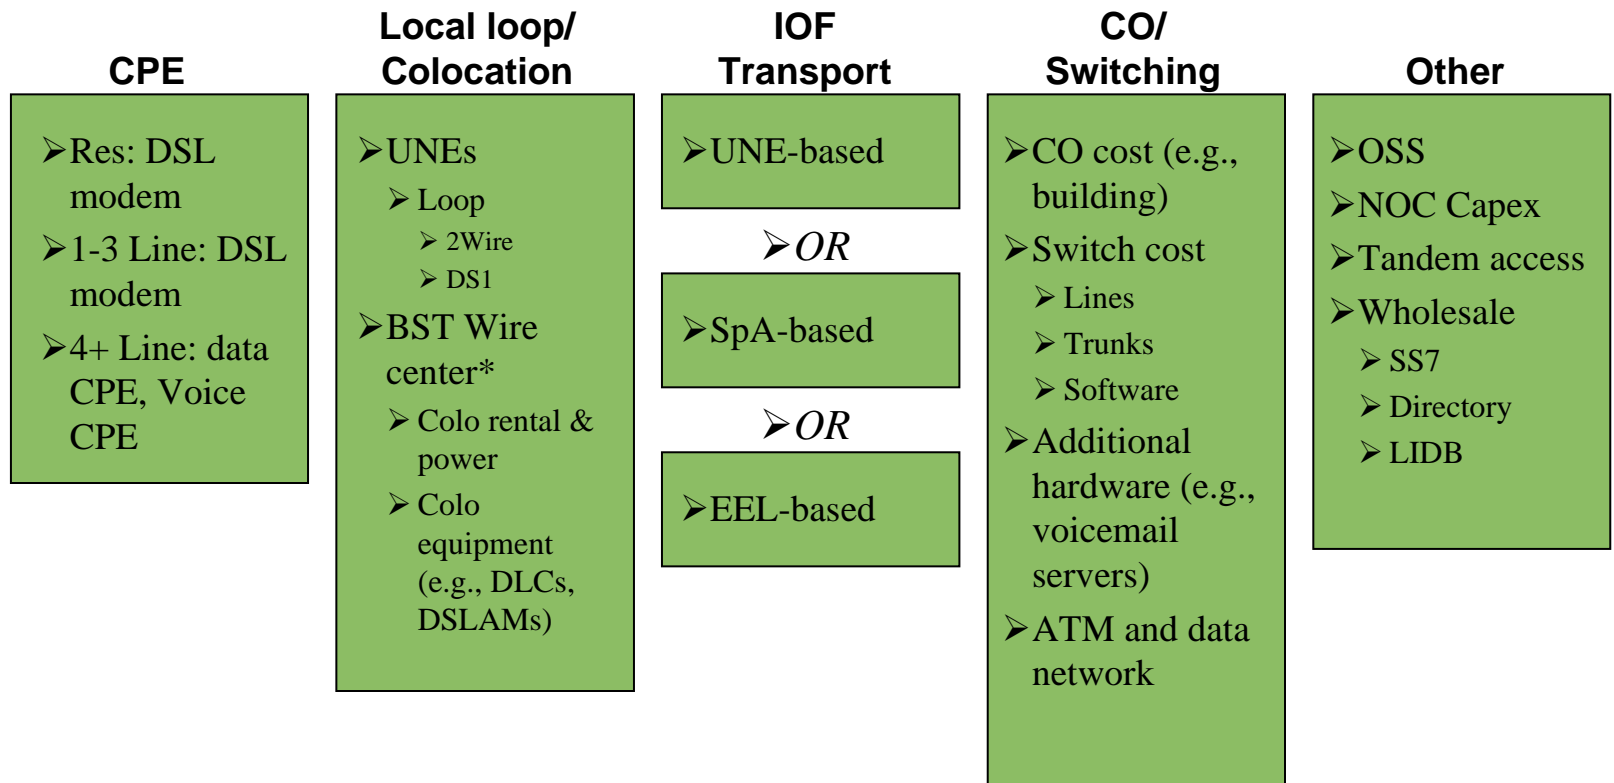 CPE
➢Res: DSL
modem
➢1-3 Line: DSL
modem
➢4+ Line: data
CPE, Voice
CPE
Local loop/
Colocation
➢UNEs
➢Loop
➢2Wire
➢DS1
➢BST Wire
center*
➢Colo rental &
power
➢Colo
equipment
(e.g., DLCs,
DSLAMs)
IOF
Transport
➢UNE-based
➢OR
➢SpA-based
➢OR
➢EEL-based
CO/
Switching
➢CO cost (e.g.,
building)
➢Switch cost
➢Lines
➢Trunks
➢Software
➢Additional
hardware (e.g.,
voicemail
servers)
➢ATM and data
network
Other
➢OSS
➢NOC Capex
➢Tandem access
➢Wholesale
➢SS7
➢Directory
➢LIDB